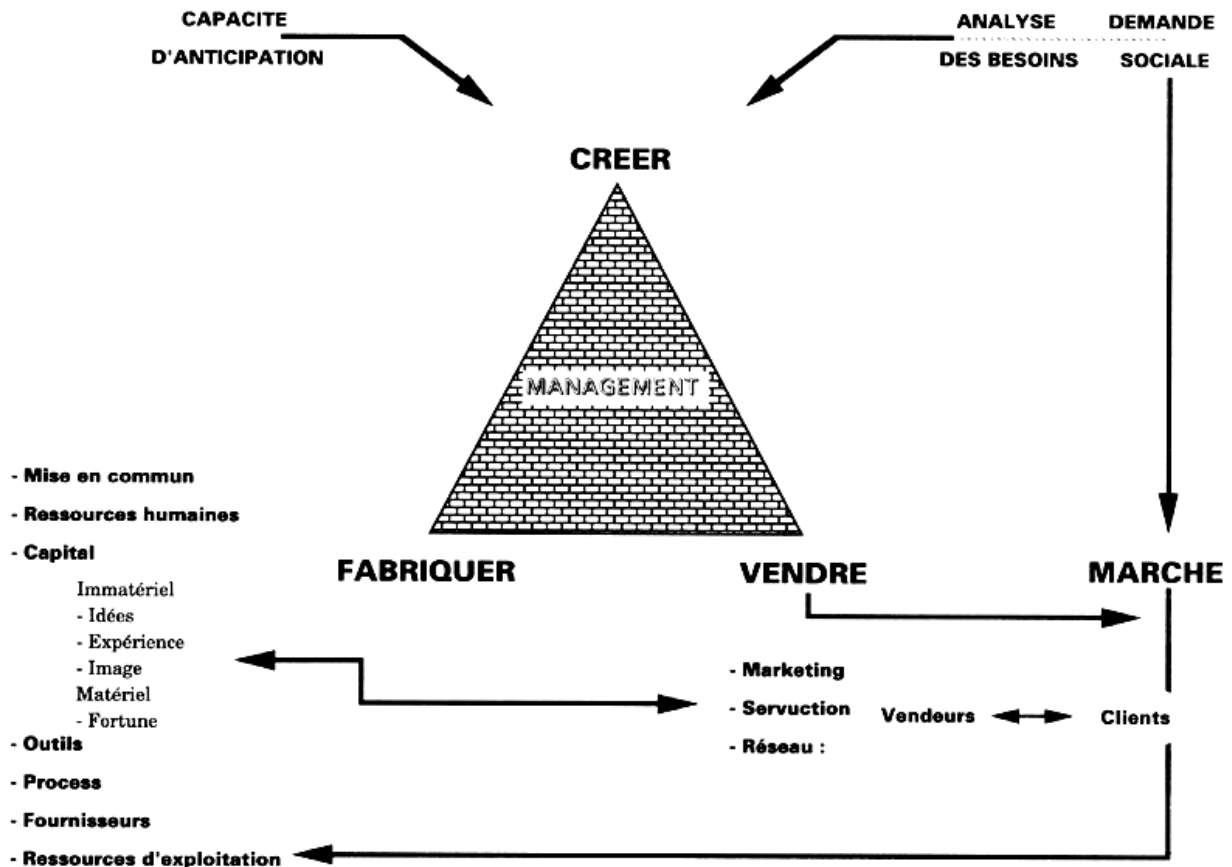 CAPACITE
D'ANTICIPATION
ANALYSE DEMANDE
DES BESOINS SOCIALE
CREER
MANAGEMENT
- Mise en commun
- Ressources humaines
- Capital
Immatériel
- Idées
- Expérience
- Image
Matériel
- Fortune
- Outils
- Process
- Fournisseurs
- Ressources d'exploitation
FABRIQUER
VENDRE
MARCHE
- Marketing
- Servuction
- Réseau :
Vendeurs
Clients